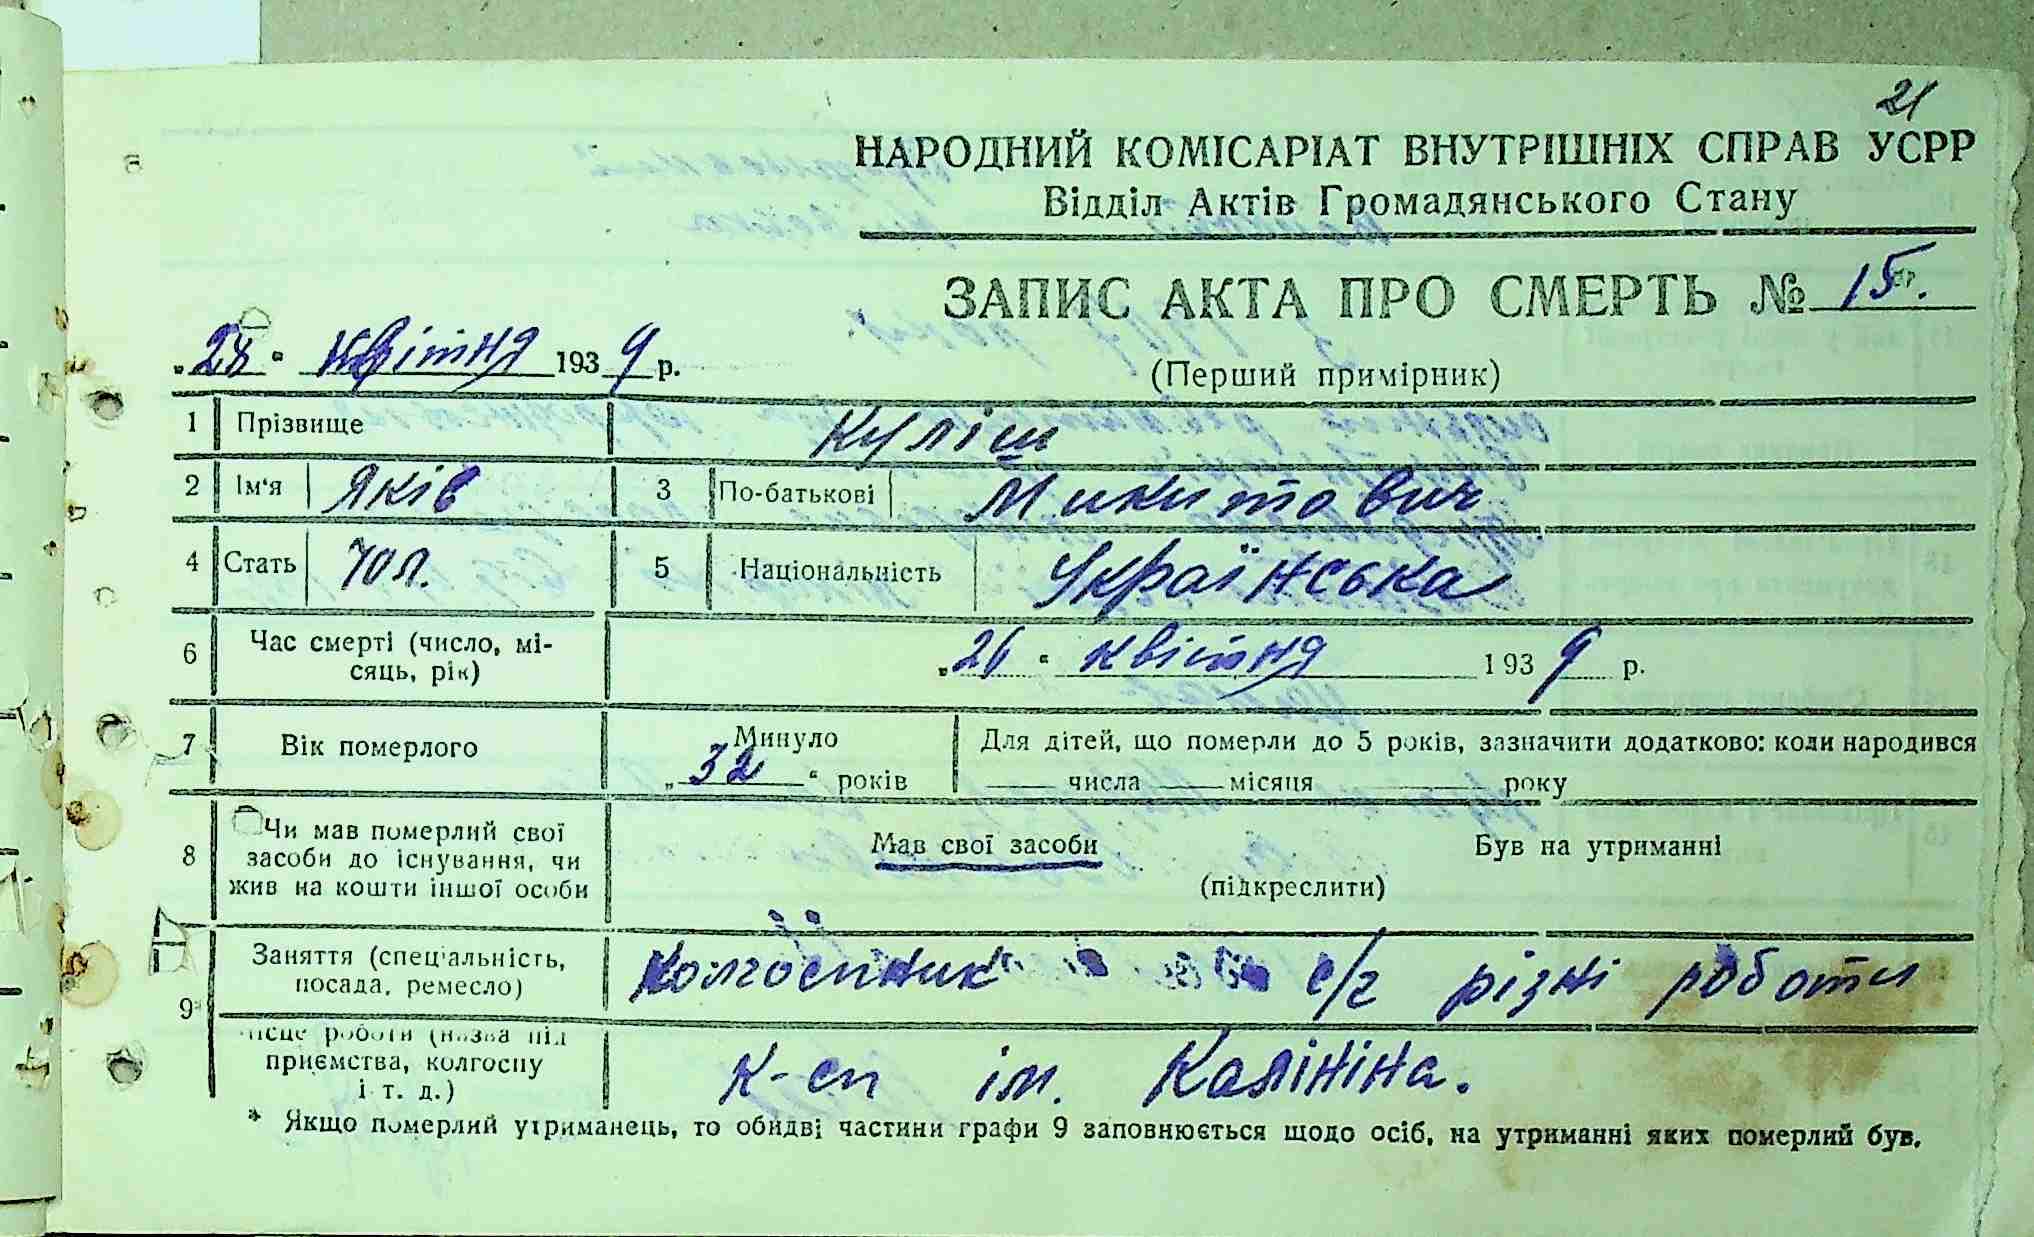 21
НАРОДНИЙ КОМІСАРІАТ ВНУТРІШНІХ СПРАВ УСРР
Відділ Актів Громадянського Стану
ЗАПИС АКТА ПРО СМЕРТЬ № 15.
„28“ квітня 1939 р.
(Перший примірник)
1 Прізвище Куліш
2 Ім'я Яків 3 По-батькові Микитович
4 Стать Чол. 5 Національність Українська
6 Час смерті (число, мі-
сяць, рік) „26“ квітня 1939 р.
7 Вік померлого Минуло „32“ років Для дітей, що померли до 5 років, зазначити додатково: коли народився
числа місяця року
8 Чи мав померлий свої
засоби до існування, чи
жив на кошти іншої особи
Мав свої засоби Був на утриманні
(підкреслити)
9* Заняття (спеціальність,
посада, ремесло) Колгоспник с/г різні роботи
місце роботи (назва під
приємства, колгоспу
і т. д.) К-сп ім. Калініна.
* Якщо померлий утриманець, то обидві частини графи 9 заповнюється щодо осіб, на утриманні яких померлий був.